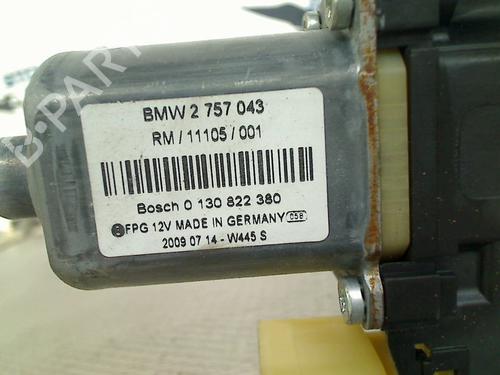 B-PARTS
BMW 2 757 043
RM / 11105 / 001
Bosch 0 130 822 380
FPG 12V MADE IN GERMANY 058
2009 07 14 - W445 S